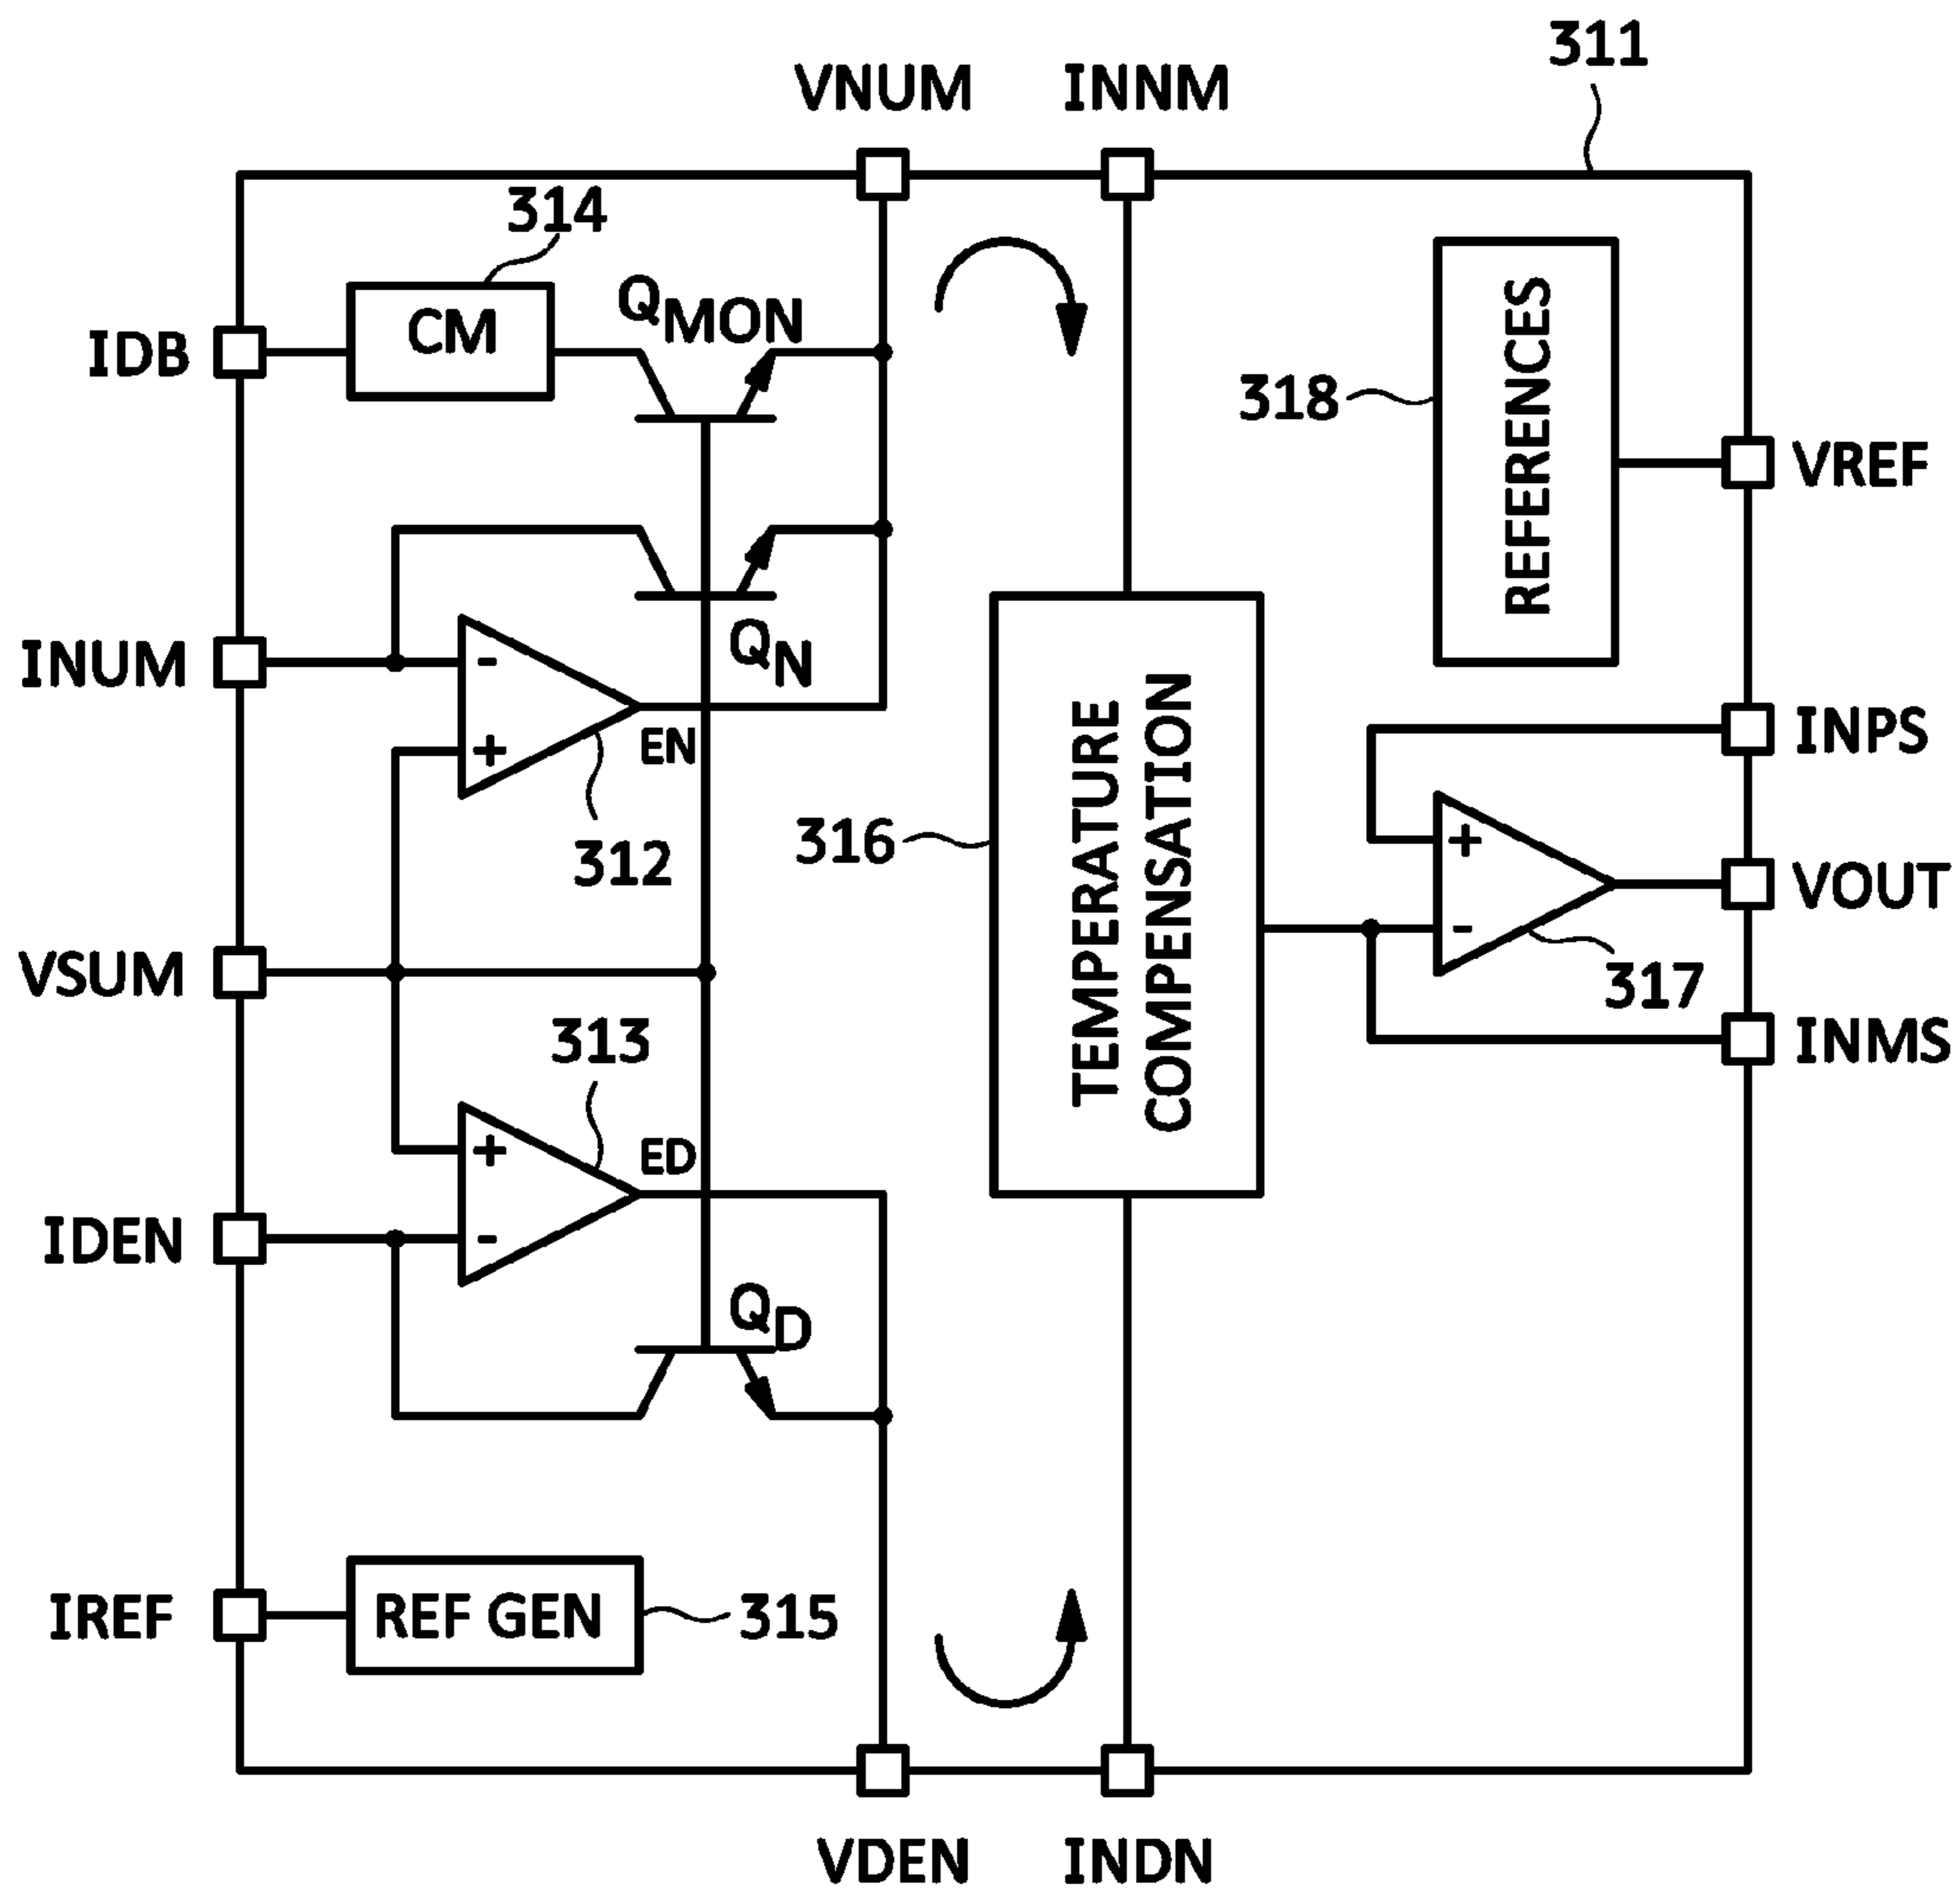 311
VNUM INNM
314
CM
QMON
IDB
REFERENCES
318
VREF
INUM
-
+
QN
EN
312
TEMPERATURE
COMPENSATION
316
INPS
+
-
VOUT
317
INMS
VSUM
313
+
-
ED
IDEN
QD
IREF
REF GEN
315
VDEN INDN